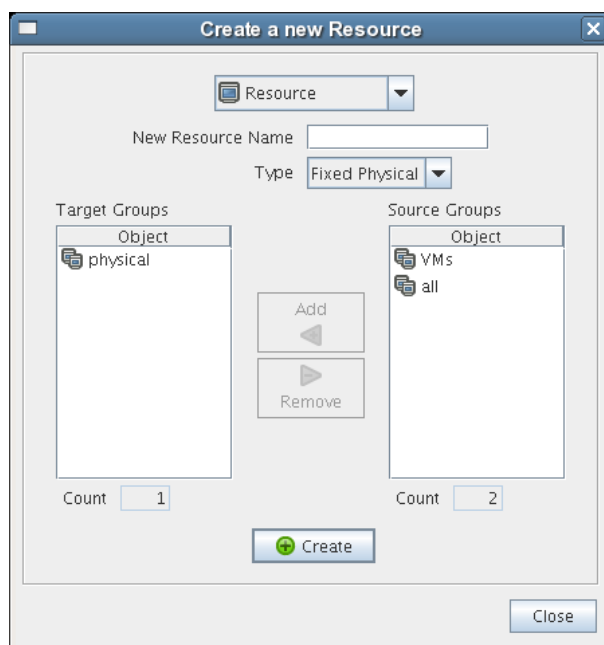 Create a new Resource
Resource
New Resource Name
Type Fixed Physical
Target Groups
Object
physical
Count 1
Add
Remove
Source Groups
Object
VMs
all
Count 2
Create
Close